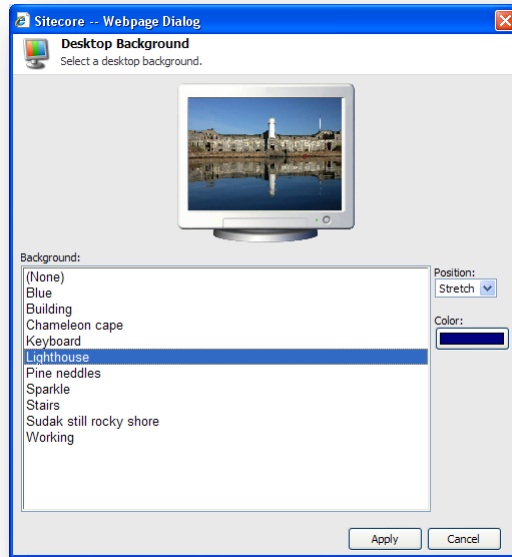 Sitecore -- Webpage Dialog
Desktop Background
Select a desktop background.
Background:
(None)
Blue
Building
Chameleon cape
Keyboard
Lighthouse
Pine neddles
Sparkle
Stairs
Sudak still rocky shore
Working
Position:
Stretch
Color:
Apply
Cancel